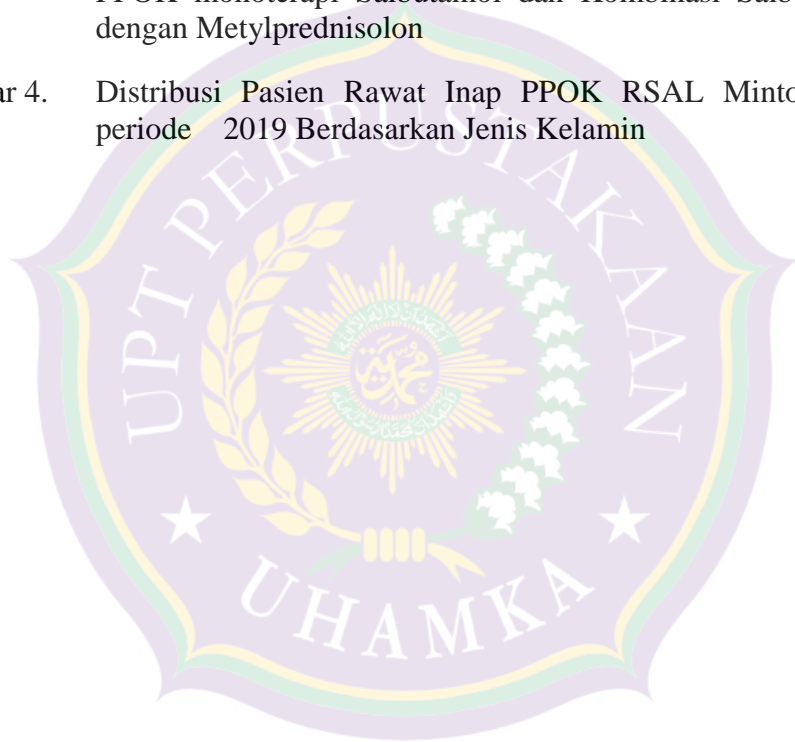 PPOK monoterapi Salbutamol dan Kombinasi Salb
dengan Metylprednisolon
ar 4. Distribusi Pasien Rawat Inap PPOK RSAL Minto
periode 2019 Berdasarkan Jenis Kelamin
UPT PERPUSTAKAAN
محمدية
UHAMKA